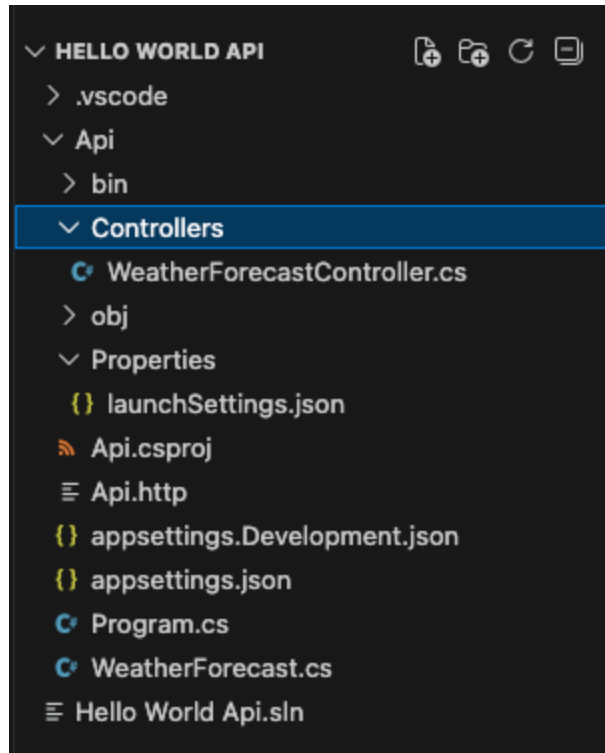 HELLO WORLD API
.vscode
Api
bin
Controllers
WeatherForecastController.cs
obj
Properties
{} launchSettings.json
Api.csproj
Api.http
{} appsettings.Development.json
{} appsettings.json
Program.cs
WeatherForecast.cs
Hello World Api.sln